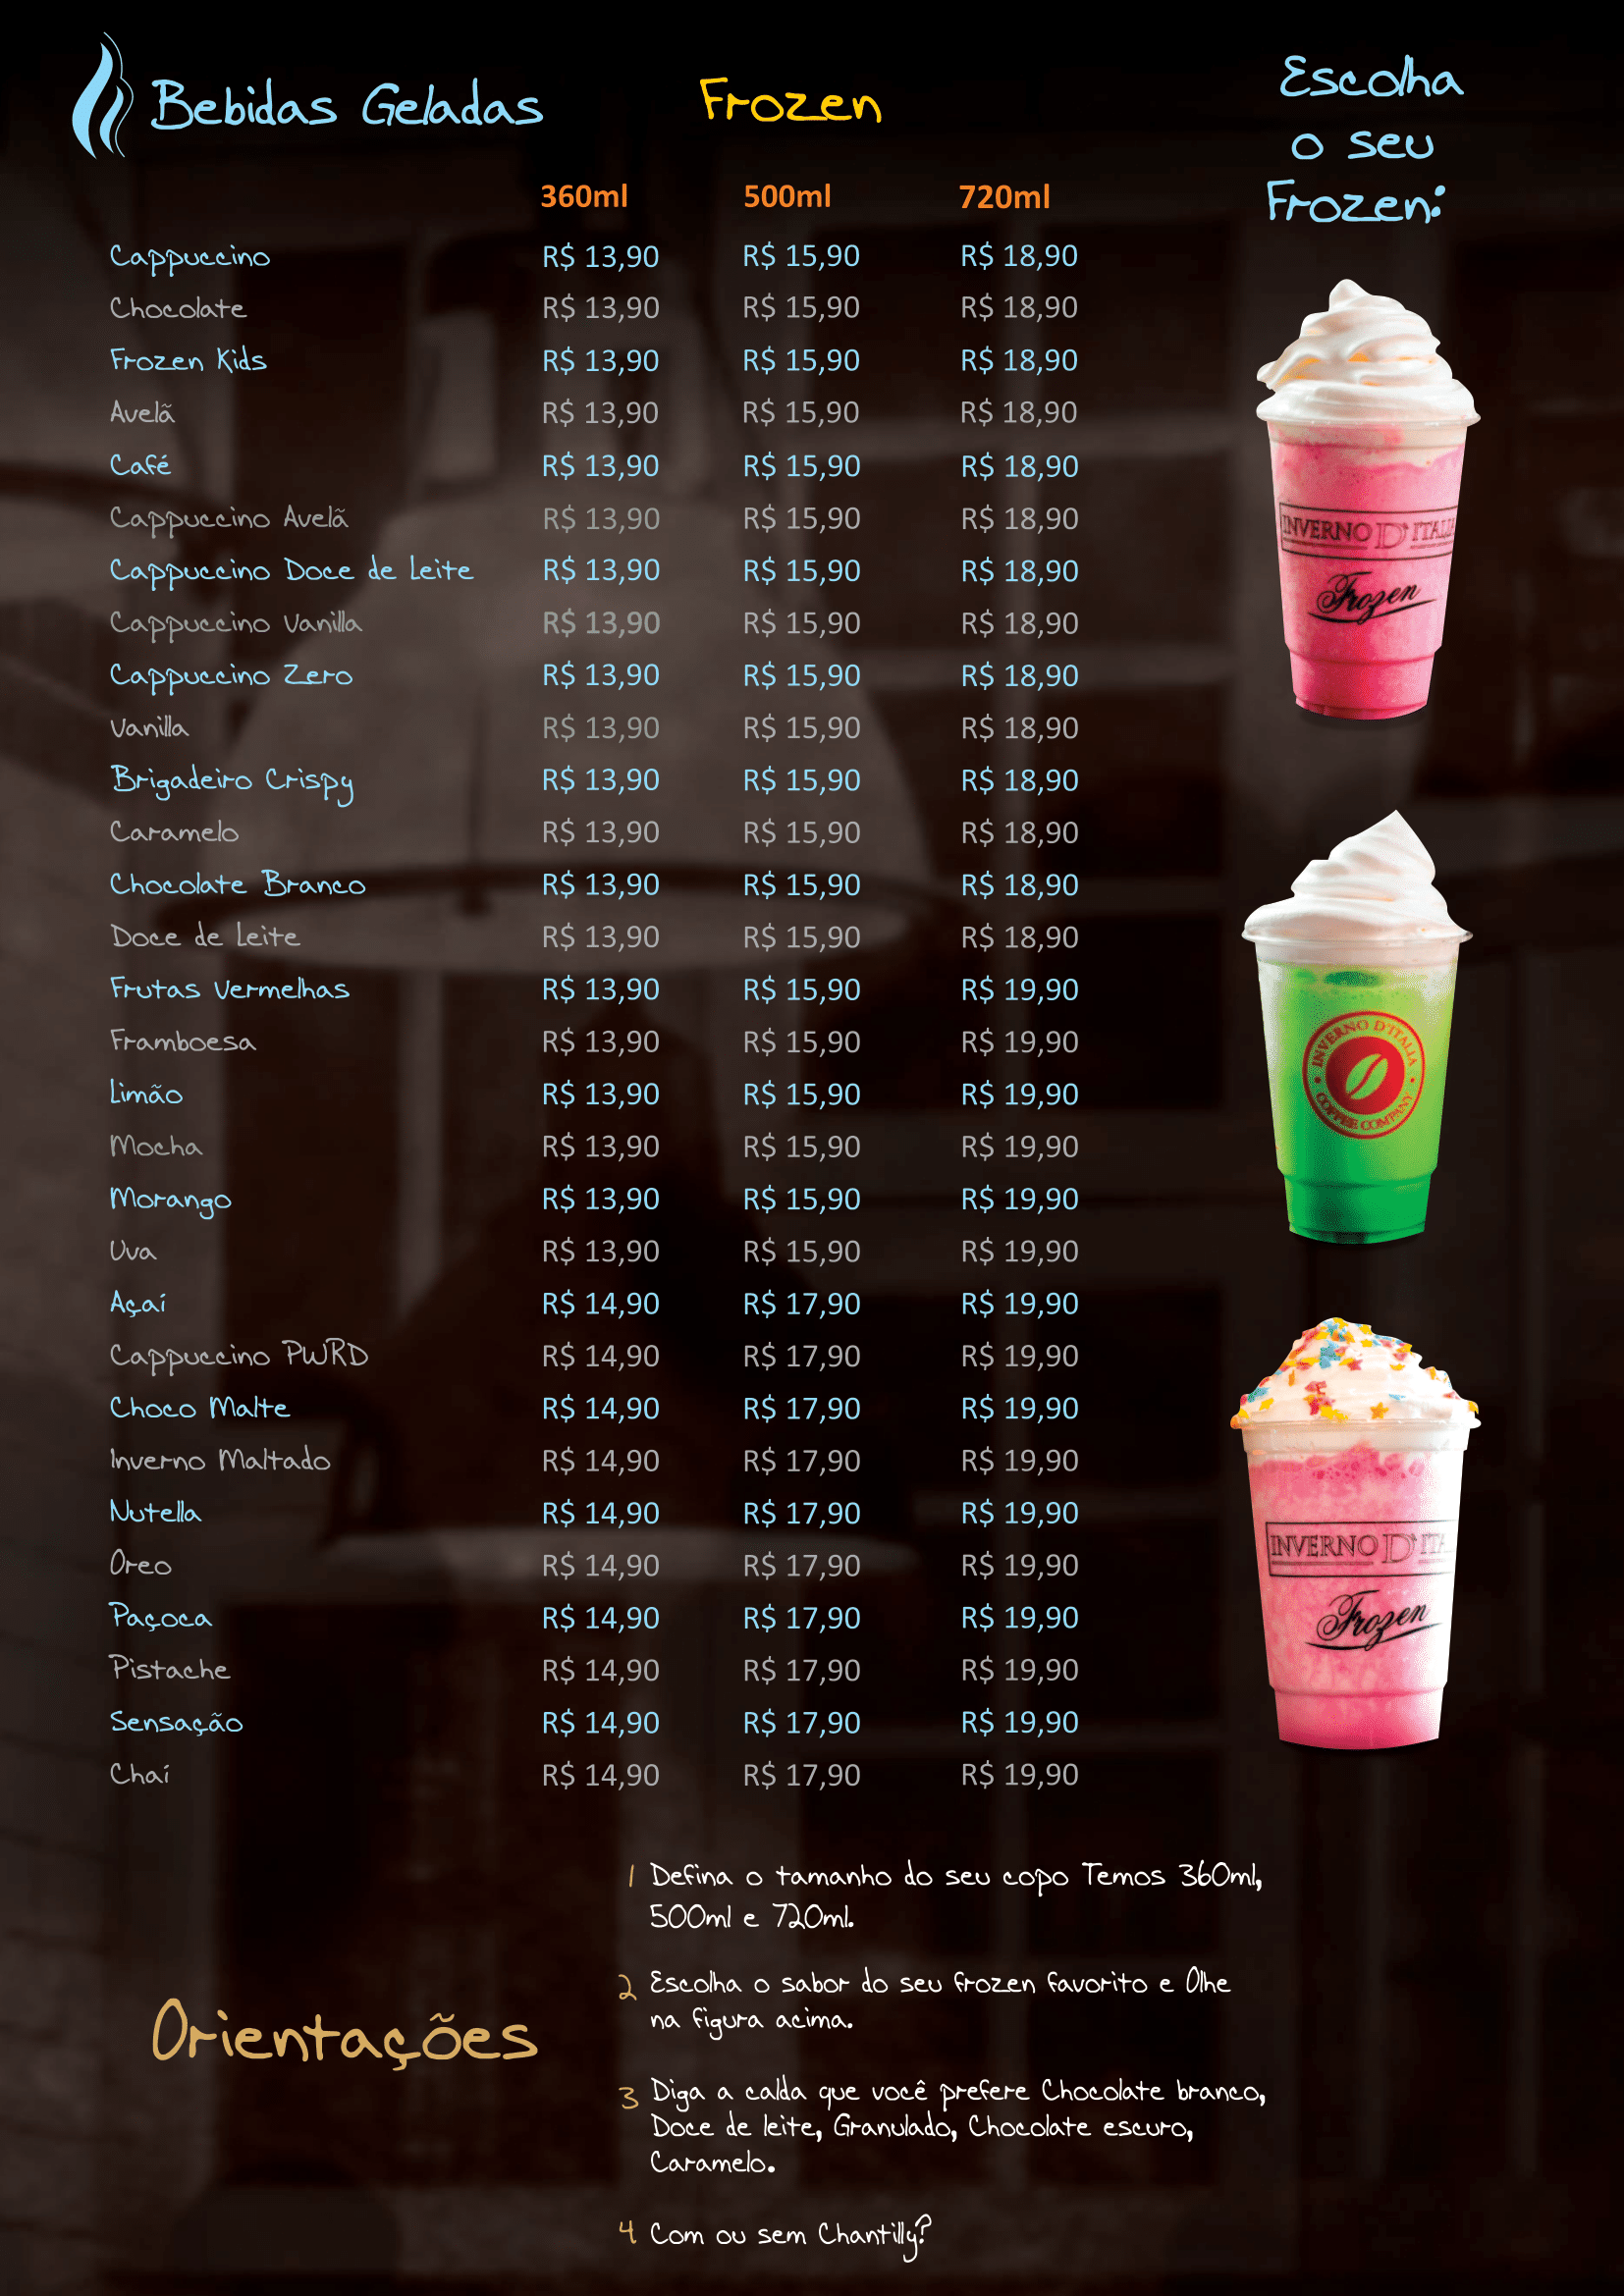 Bebidas Geladas
Frozen
Escolha
o seu
Frozen:
360ml 500ml 720ml
Cappuccino R$ 13,90 R$ 15,90 R$ 18,90
Chocolate R$ 13,90 R$ 15,90 R$ 18,90
Frozen Kids R$ 13,90 R$ 15,90 R$ 18,90
Avelã R$ 13,90 R$ 15,90 R$ 18,90
Café R$ 13,90 R$ 15,90 R$ 18,90
Cappuccino Avelã R$ 13,90 R$ 15,90 R$ 18,90
Cappuccino Doce de Leite R$ 13,90 R$ 15,90 R$ 18,90
Cappuccino Vanilla R$ 13,90 R$ 15,90 R$ 18,90
Cappuccino Zero R$ 13,90 R$ 15,90 R$ 18,90
Vanilla R$ 13,90 R$ 15,90 R$ 18,90
Brigadeiro Crispy R$ 13,90 R$ 15,90 R$ 18,90
Caramelo R$ 13,90 R$ 15,90 R$ 18,90
Chocolate Branco R$ 13,90 R$ 15,90 R$ 18,90
Doce de Leite R$ 13,90 R$ 15,90 R$ 18,90
Frutas Vermelhas R$ 13,90 R$ 15,90 R$ 19,90
Framboesa R$ 13,90 R$ 15,90 R$ 19,90
Limão R$ 13,90 R$ 15,90 R$ 19,90
Mocha R$ 13,90 R$ 15,90 R$ 19,90
Morango R$ 13,90 R$ 15,90 R$ 19,90
Uva R$ 13,90 R$ 15,90 R$ 19,90
Açaí R$ 14,90 R$ 17,90 R$ 19,90
Cappuccino PWRD R$ 14,90 R$ 17,90 R$ 19,90
Choco Malte R$ 14,90 R$ 17,90 R$ 19,90
Inverno Maltado R$ 14,90 R$ 17,90 R$ 19,90
Nutella R$ 14,90 R$ 17,90 R$ 19,90
Oreo R$ 14,90 R$ 17,90 R$ 19,90
Paçoca R$ 14,90 R$ 17,90 R$ 19,90
Pistache R$ 14,90 R$ 17,90 R$ 19,90
Sensação R$ 14,90 R$ 17,90 R$ 19,90
Chaí R$ 14,90 R$ 17,90 R$ 19,90
INVERNO D'ITALIA
Frozen
INVERNO D'ITALIA
COFFEE COMPANY
INVERNO D'ITA
Frozen
Orientações
1 Defina o tamanho do seu copo Temos 360ml,
500ml e 720ml.
2 Escolha o sabor do seu frozen favorito e Olhe
na figura acima.
3 Diga a calda que você prefere Chocolate branco,
Doce de leite, Granulado, Chocolate escuro,
Caramelo.
4 Com ou sem Chantilly?